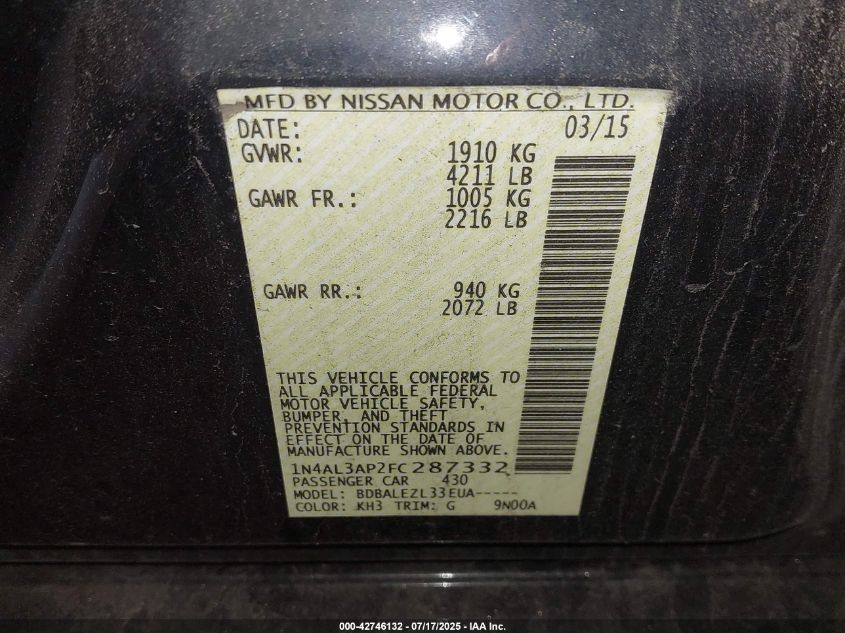 MFD BY NISSAN MOTOR CO., LTD.
DATE: 03/15
GVWR: 1910 KG
4211 LB
GAWR FR.: 1005 KG
2216 LB
GAWR RR.: 940 KG
2072 LB
THIS VEHICLE CONFORMS TO
ALL APPLICABLE FEDERAL
MOTOR VEHICLE SAFETY,
BUMPER, AND THEFT
PREVENTION STANDARDS IN
EFFECT ON THE DATE OF
MANUFACTURE SHOWN ABOVE.
1N4AL3AP2FC287332
PASSENGER CAR 430
MODEL: BDBALEZL33EUA-----
COLOR: KH3 TRIM: G 9N00A
000-42746132 - 07/17/2025 - IAA Inc.